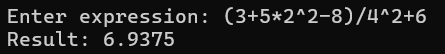 Enter expression: (3+5*2^2-8)/4^2+6
Result: 6.9375